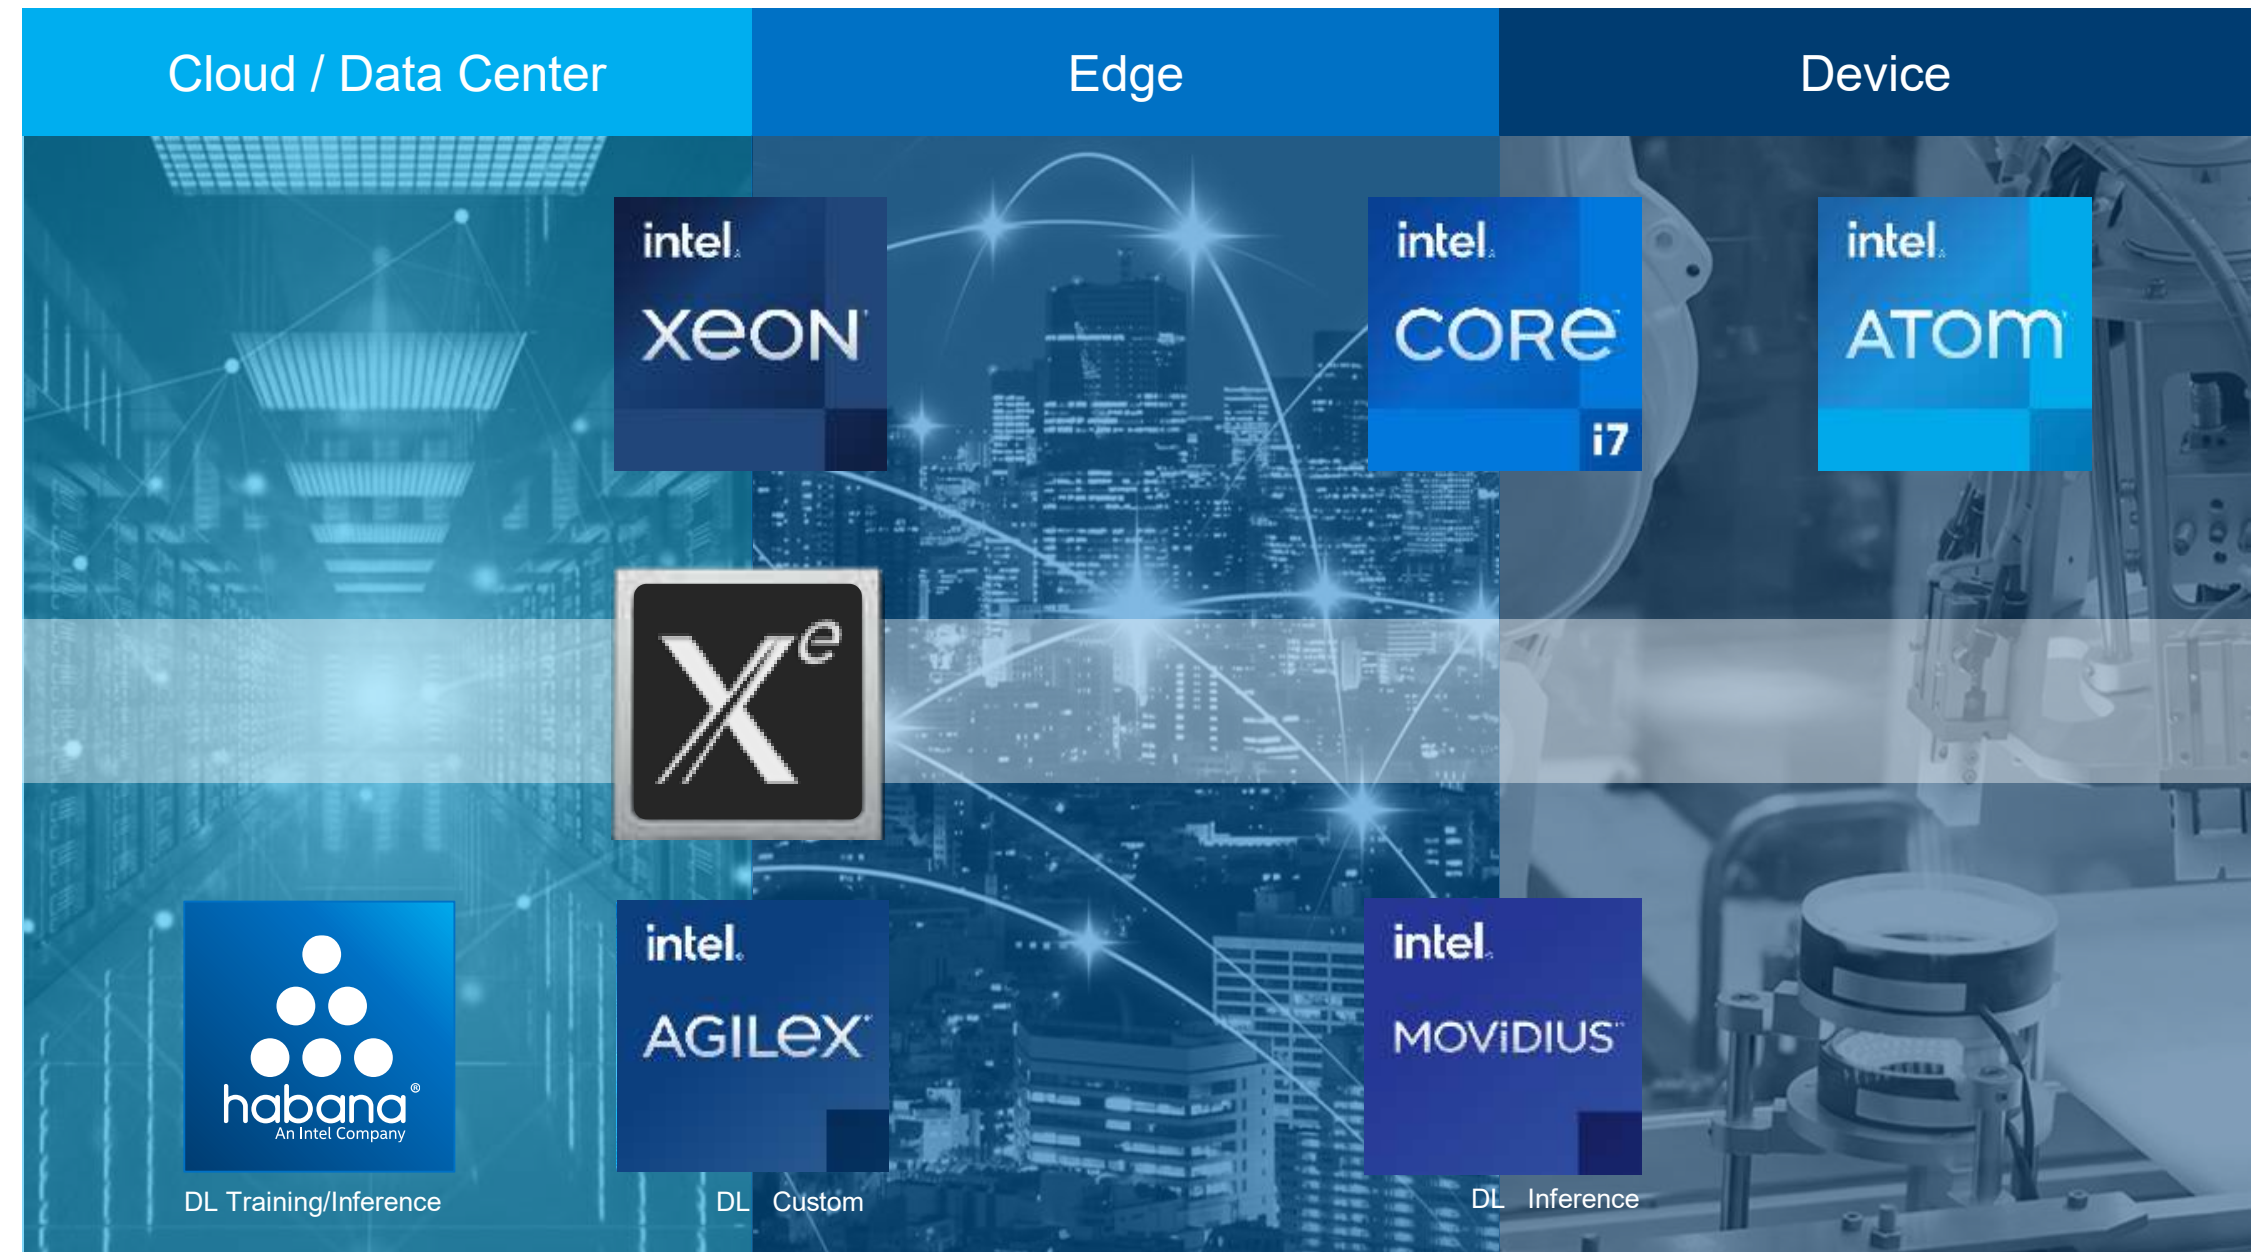 Cloud / Data Center
Edge
Device
intel.
XeON
intel.
CORe
i7
intel.
ATOm
Xe
habana®
An Intel Company
DL Training/Inference
intel.
AGILeX
DL Custom
intel.
MOViDIUS
DL Inference